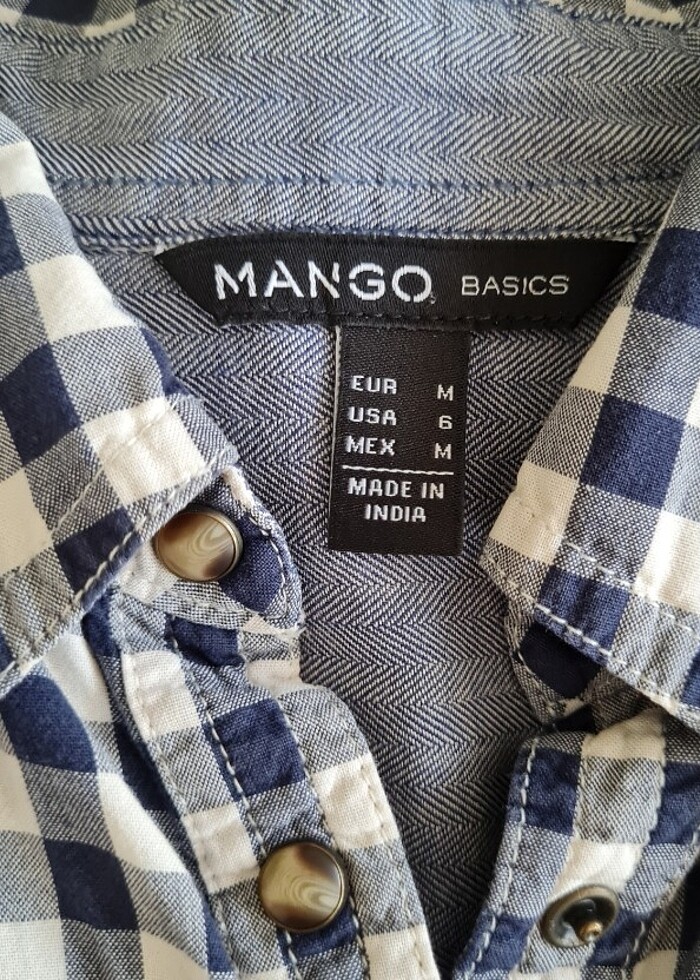 MANGO BASICS
EUR M
USA 6
MEX M
MADE IN
INDIA